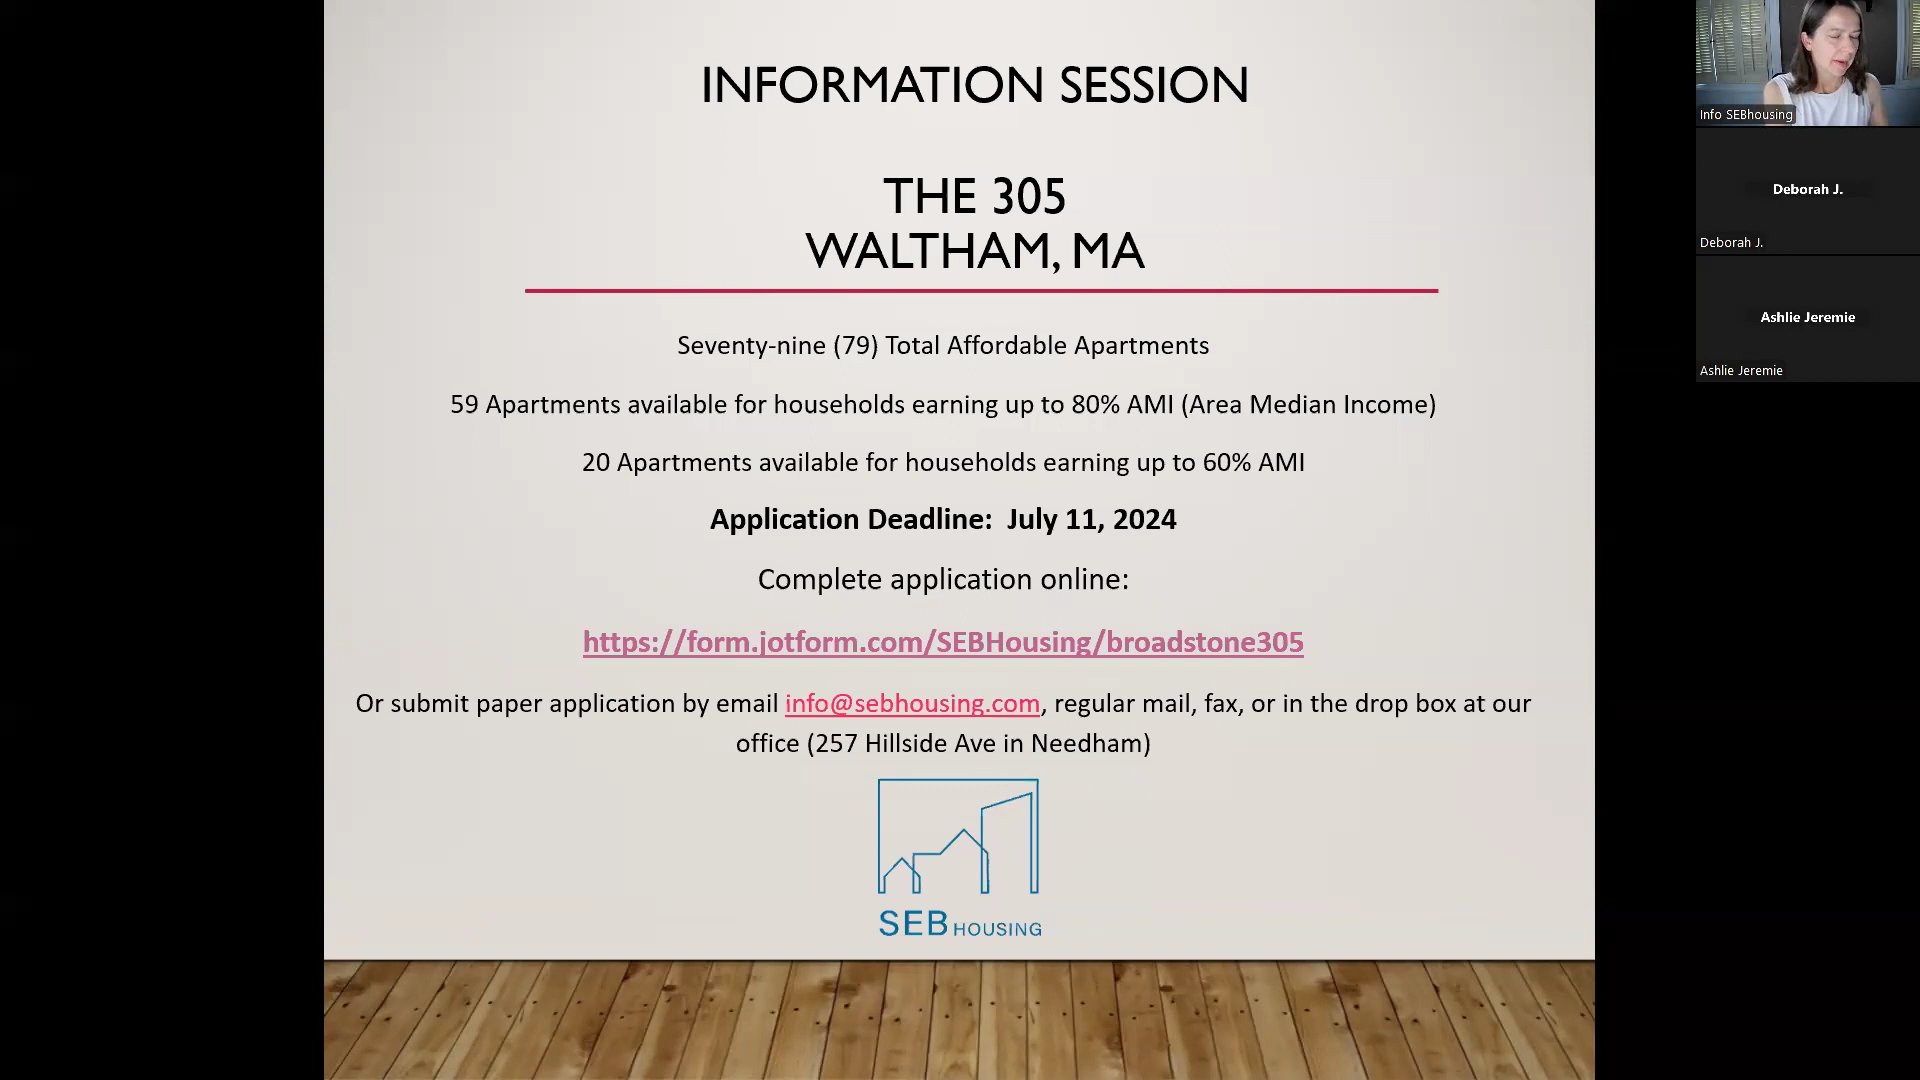 INFORMATION SESSION
THE 305
WALTHAM, MA
Seventy-nine (79) Total Affordable Apartments
59 Apartments available for households earning up to 80% AMI (Area Median Income)
20 Apartments available for households earning up to 60% AMI
Application Deadline: July 11, 2024
Complete application online:
https://form.jotform.com/SEBHousing/broadstone305
Or submit paper application by email info@sebhousing.com, regular mail, fax, or in the drop box at our
office (257 Hillside Ave in Needham)
SEB HOUSING
Info SEBhousing
Deborah J.
Deborah J.
Ashlie Jeremie
Ashlie Jeremie